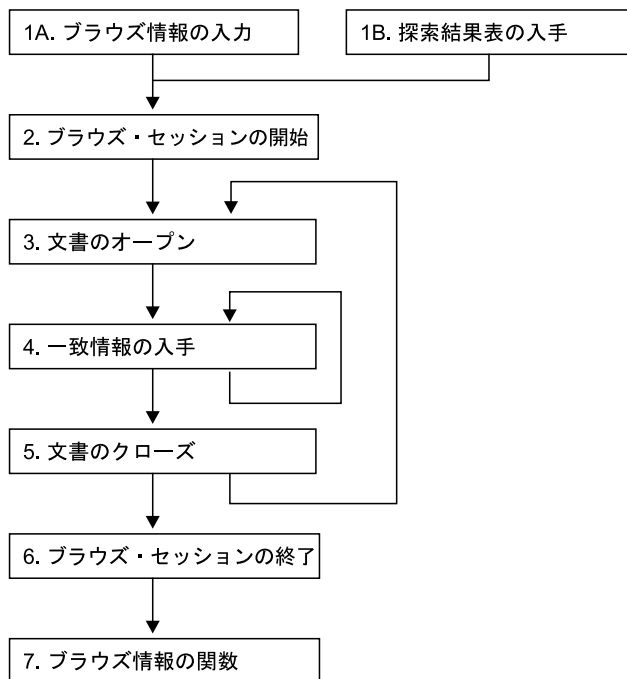 1A. ブラウズ情報の入力
1B. 探索結果表の入手
2. ブラウズ・セッションの開始
3. 文書のオープン
4. 一致情報の入手
5. 文書のクローズ
6. ブラウズ・セッションの終了
7. ブラウズ情報の関数